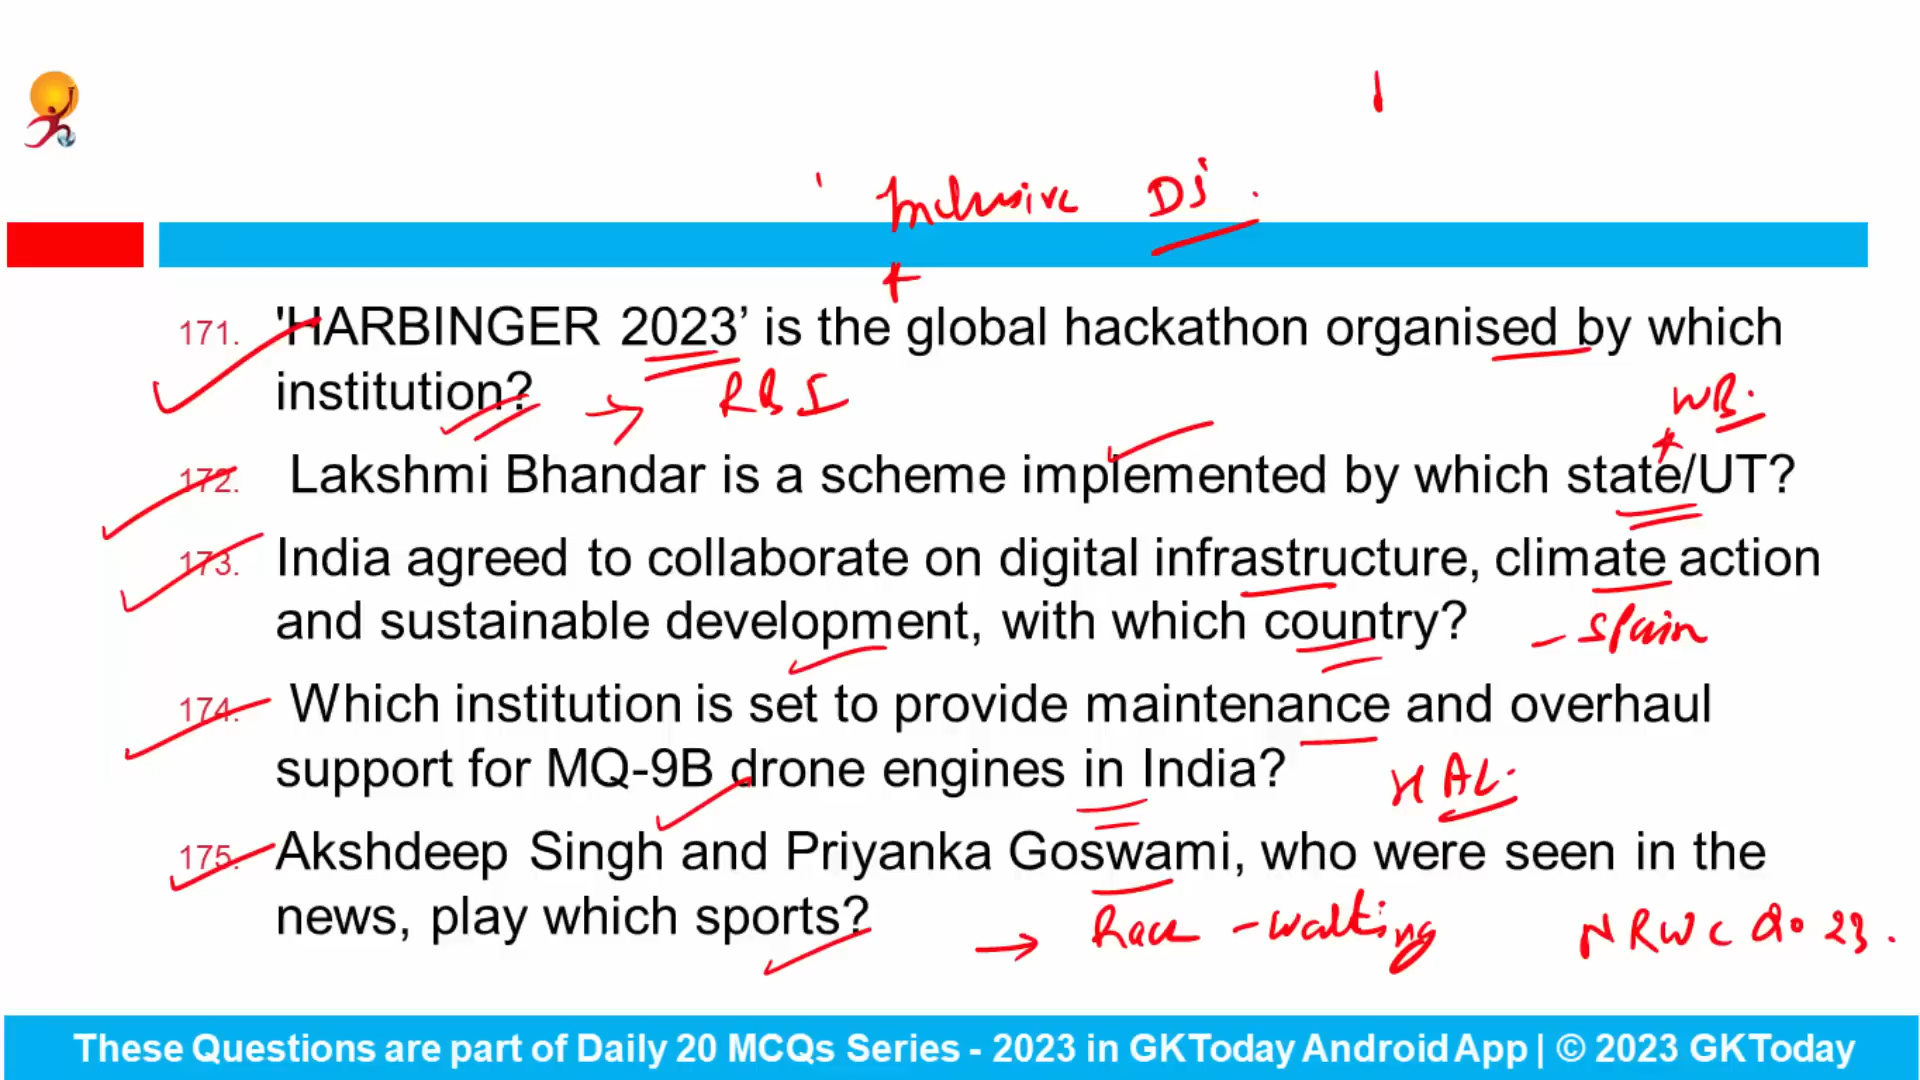 Inclusive DS.
171. 'HARBINGER 2023’ is the global hackathon organised by which
institution? → RBI
WB.
172. Lakshmi Bhandar is a scheme implemented by which state/UT?
173. India agreed to collaborate on digital infrastructure, climate action
and sustainable development, with which country? - Spain
174. Which institution is set to provide maintenance and overhaul
support for MQ-9B drone engines in India? HAL.
175. Akshdeep Singh and Priyanka Goswami, who were seen in the
news, play which sports? → Race - walking NRWC 2023.
These Questions are part of Daily 20 MCQs Series - 2023 in GKToday Android App | © 2023 GKToday